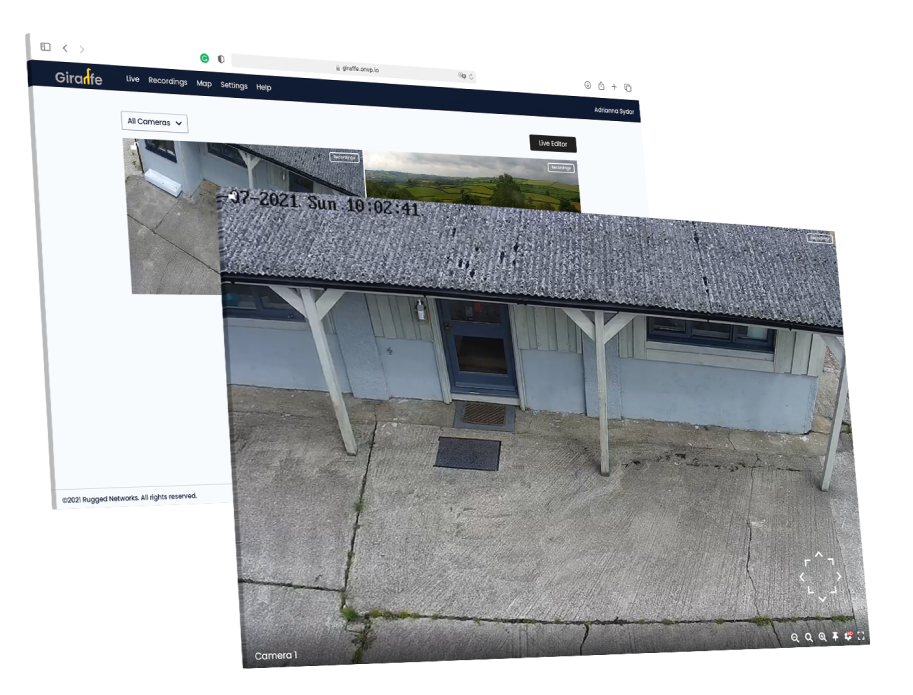 giraffe.onvp.io
Giraffe
Live Recordings Map Settings Help
Adrianna Sydor
All Cameras
Live Editor
Recordings
Recordings
07-2021 Sun 10:02:41
Recordings
©2021 Rugged Networks. All rights reserved.
Camera 1